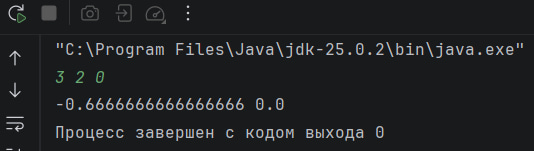 "C:\Program Files\Java\jdk-25.0.2\bin\java.exe"
3 2 0
-0.6666666666666666 0.0
Процесс завершен с кодом выхода 0